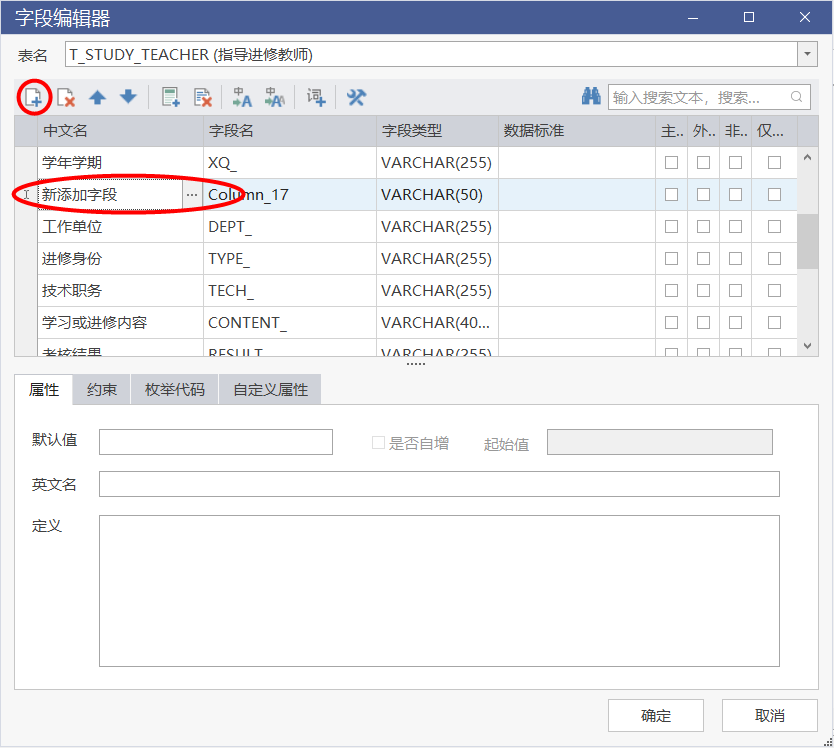 字段编辑器
表名 T_STUDY_TEACHER (指导进修教师)
输入搜索文本，搜索...
中文名 字段名 字段类型 数据标准 主.. 外.. 非.. 仅...
学年学期 XQ_ VARCHAR(255)
新添加字段 ... Column_17 VARCHAR(50)
工作单位 DEPT_ VARCHAR(255)
进修身份 TYPE_ VARCHAR(255)
技术职务 TECH_ VARCHAR(255)
学习或进修内容 CONTENT_ VARCHAR(40...
考核结果 RESULT_ VARCHAR(255)
属性 约束 枚举代码 自定义属性
默认值 是否自增 起始值
英文名
定义
确定 取消